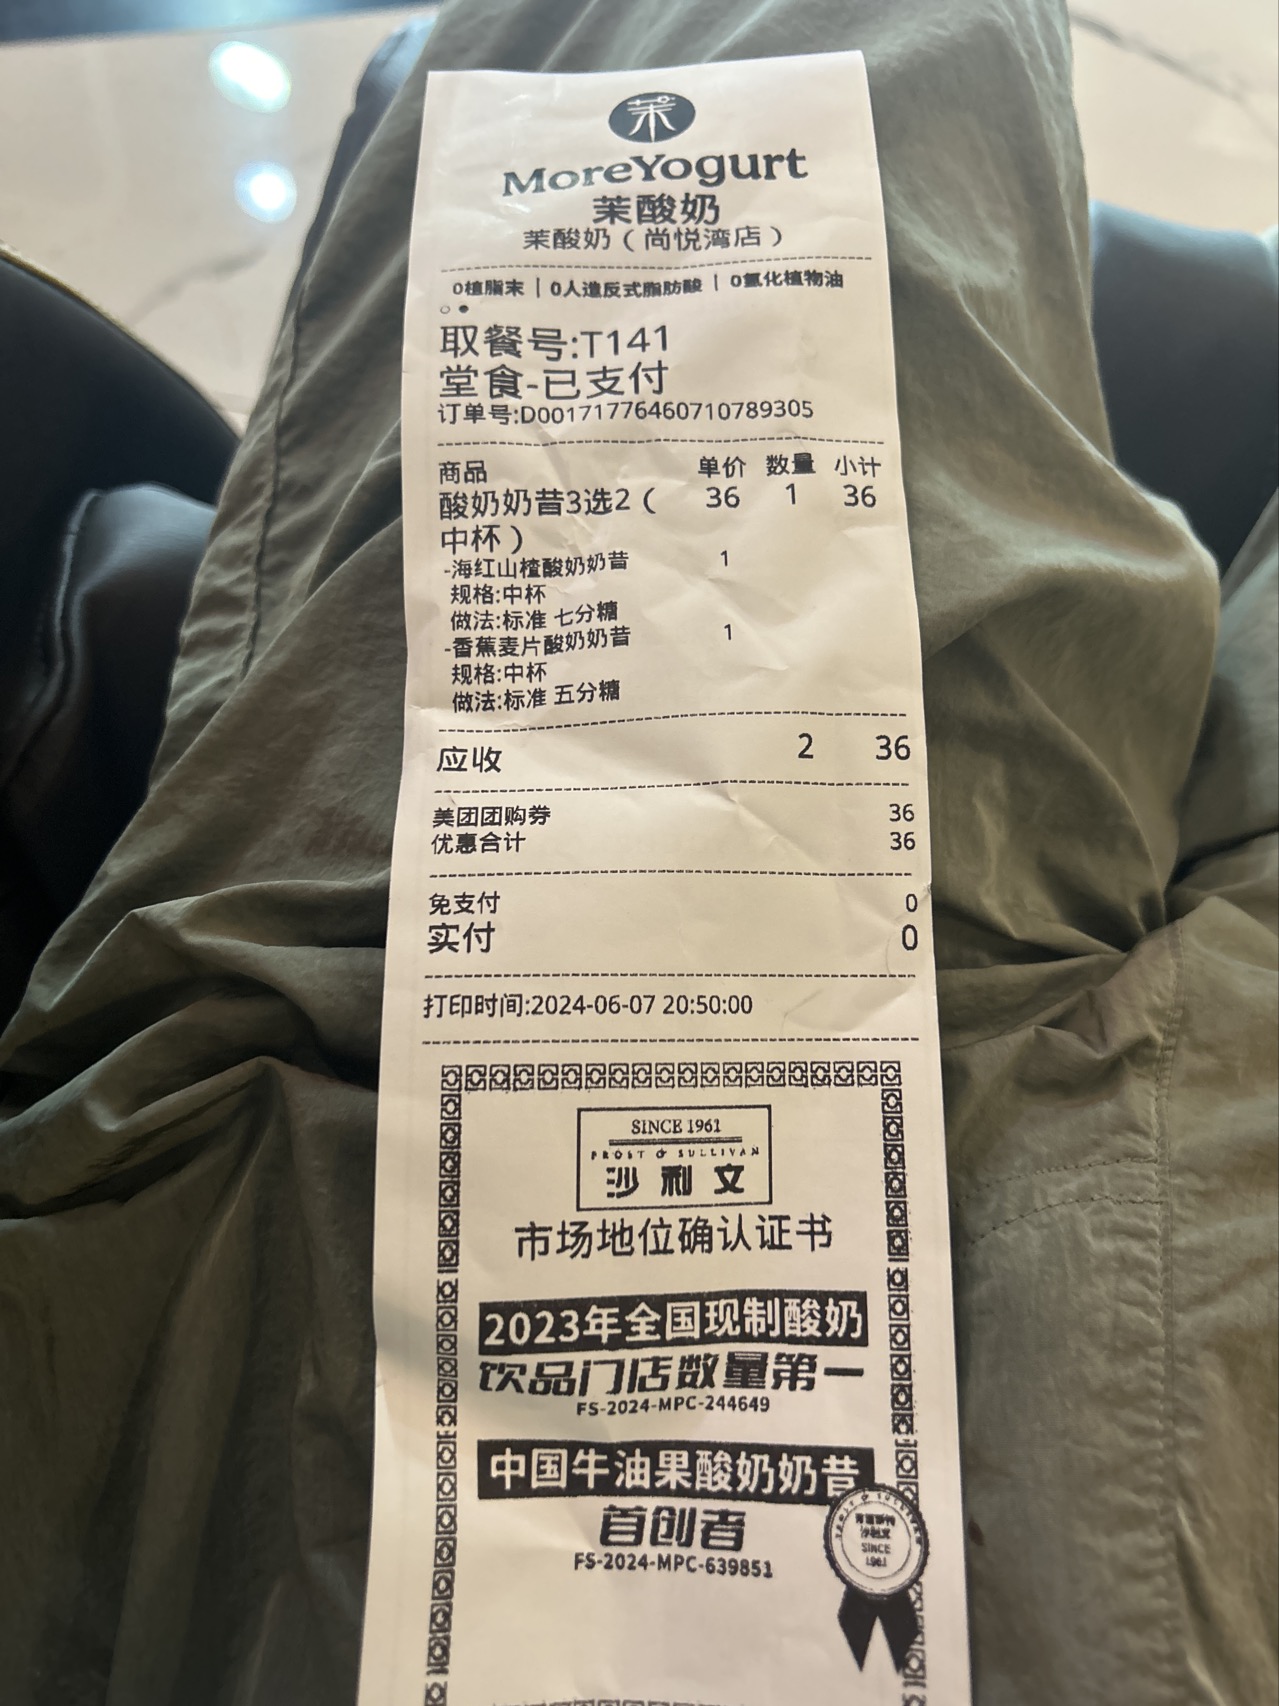 茉
MoreYogurt
茉酸奶
茉酸奶（尚悦湾店）
0植脂末 | 0人造反式脂肪酸 | 0氢化植物油
取餐号:T141
堂食-已支付
订单号:D00171776460710789305
商品 单价 数量 小计
酸奶奶昔3选2（ 36 1 36
中杯）
-海红山楂酸奶奶昔 1
规格:中杯
做法:标准 七分糖
-香蕉麦片酸奶奶昔 1
规格:中杯
做法:标准 五分糖
应收 2 36
美团团购券 36
优惠合计 36
免支付 0
实付 0
打印时间:2024-06-07 20:50:00
SINCE 1961
FROST & SULLIVAN
沙利文
市场地位确认证书
2023年全国现制酸奶
饮品门店数量第一
FS-2024-MPC-244649
中国牛油果酸奶奶昔
首创者
FS-2024-MPC-639851
沙利文
SINCE
1961